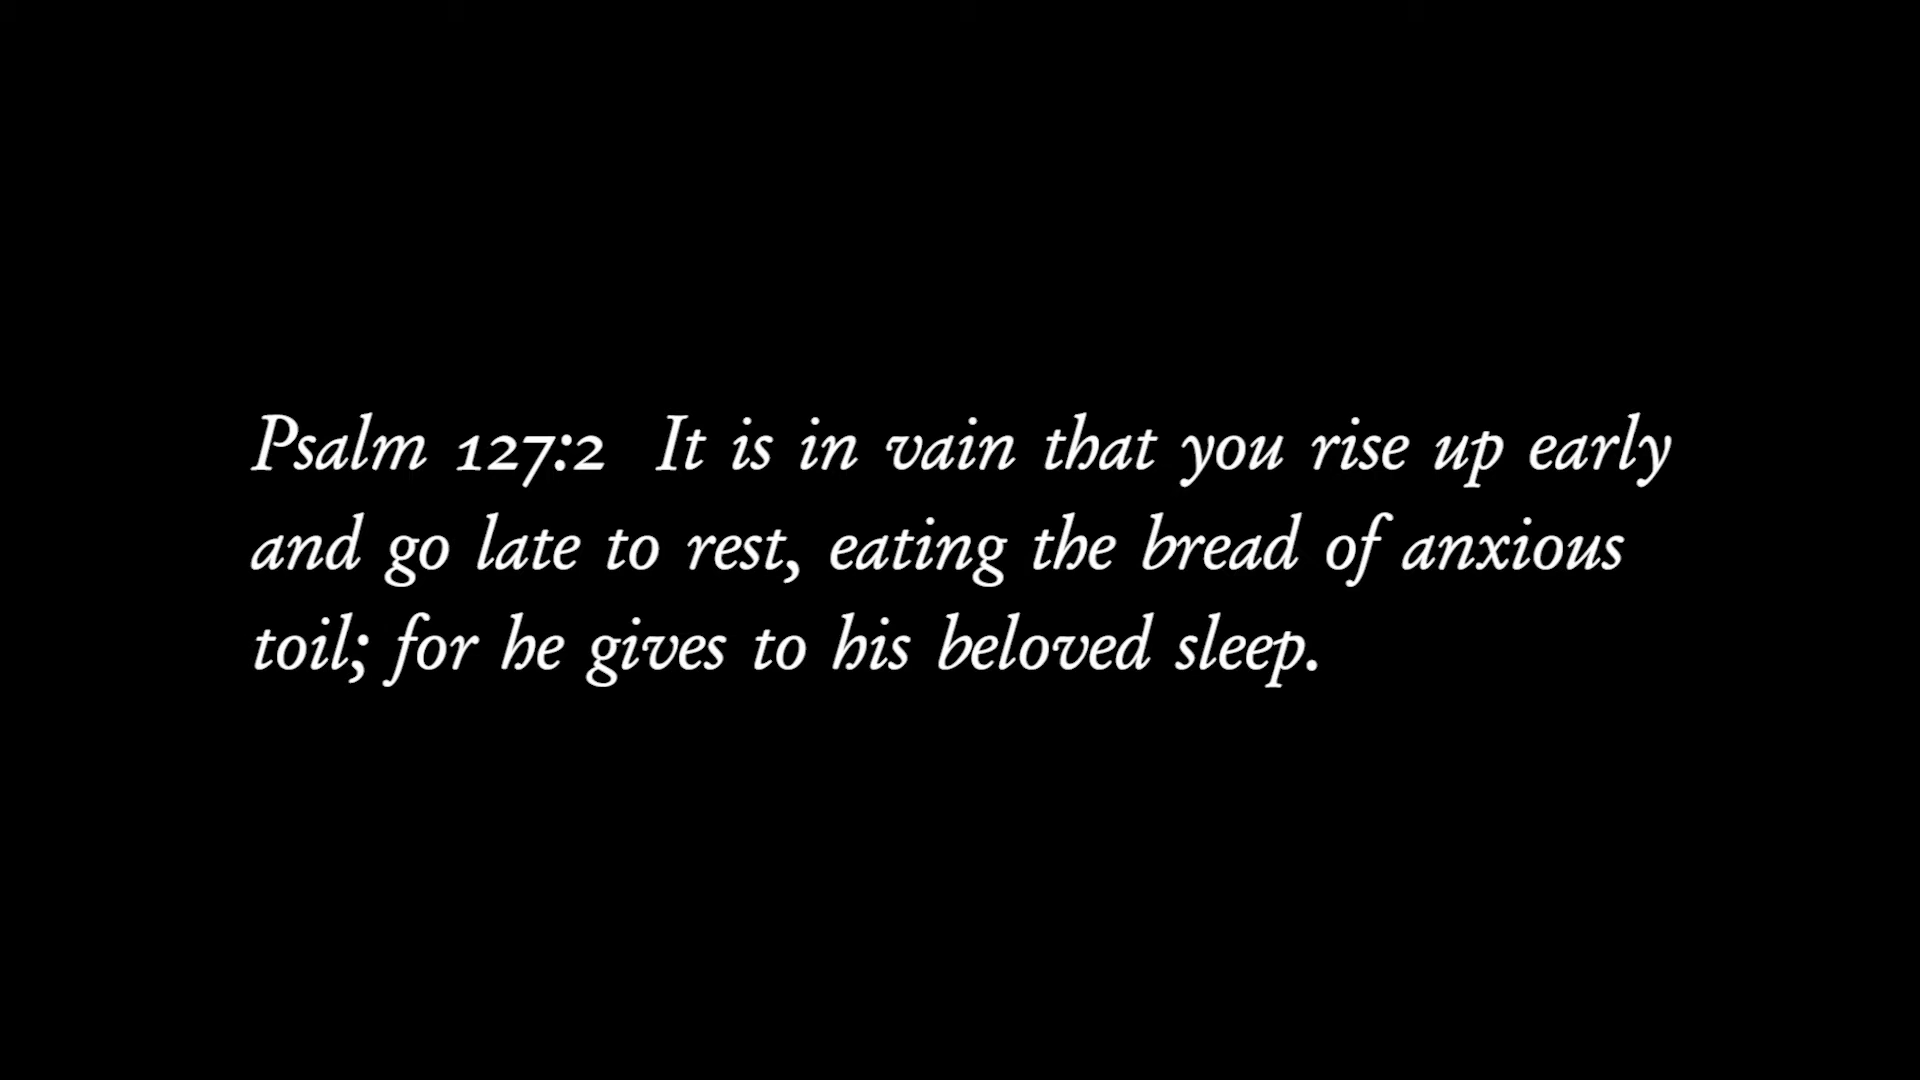 Psalm 127:2  It is in vain that you rise up early
and go late to rest, eating the bread of anxious
toil; for he gives to his beloved sleep.